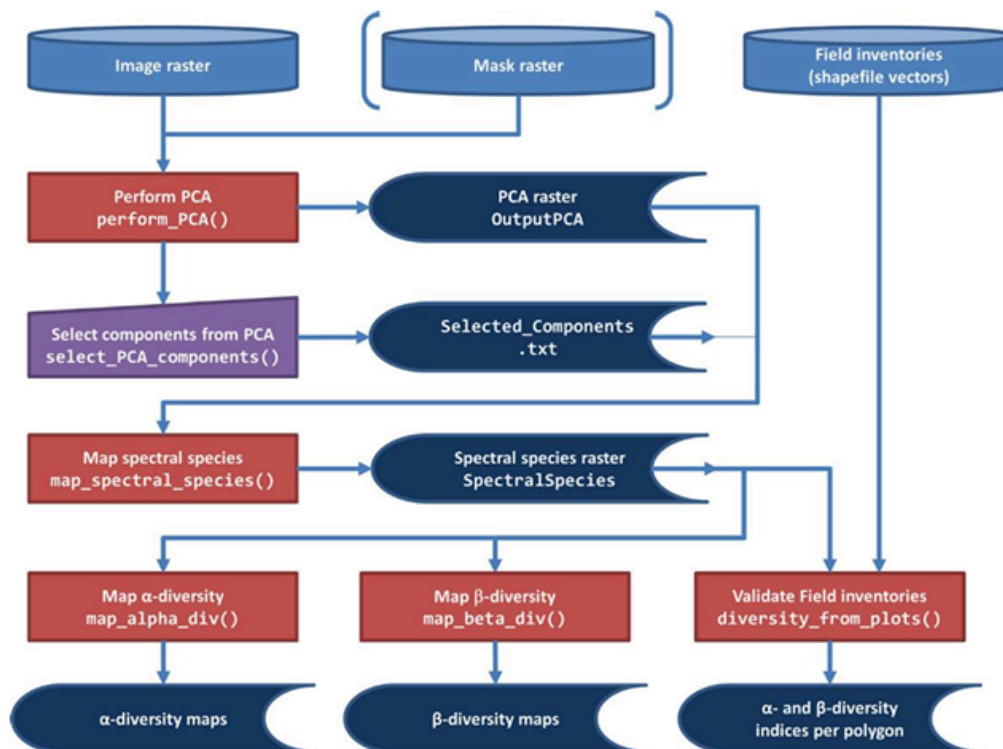 Image raster
Mask raster
Field inventories
(shapefile vectors)
Perform PCA
perform_PCA()
PCA raster
OutputPCA
Select components from PCA
select_PCA_components()
Selected_Components
.txt
Map spectral species
map_spectral_species()
Spectral species raster
SpectralSpecies
Map α-diversity
map_alpha_div()
Map β-diversity
map_beta_div()
Validate Field inventories
diversity_from_plots()
α-diversity maps
β-diversity maps
α- and β-diversity
indices per polygon